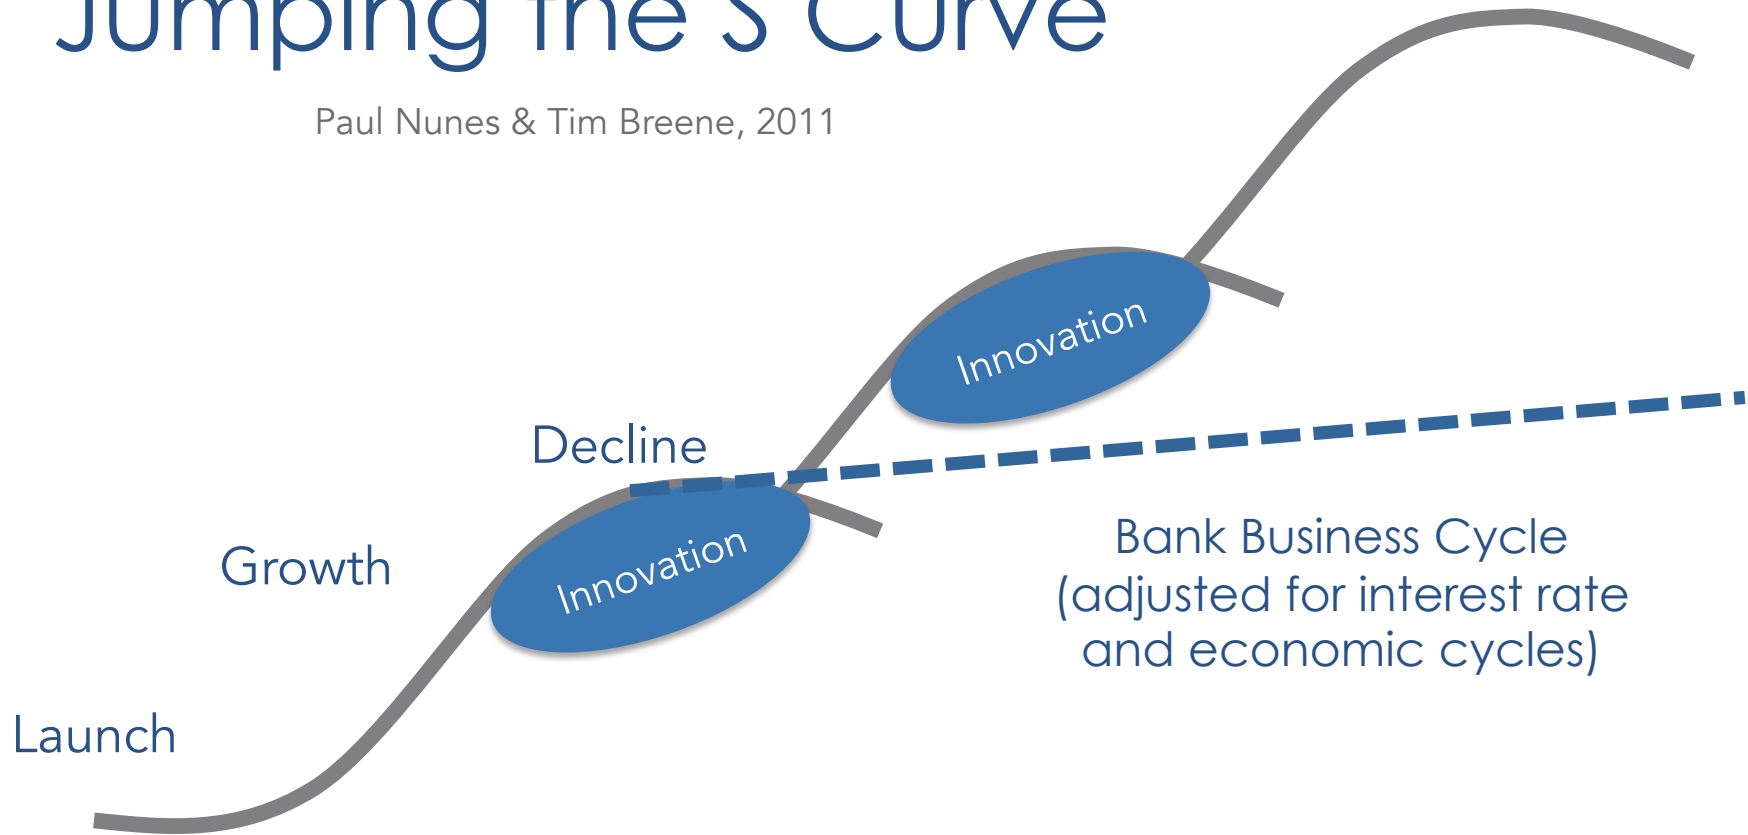 Jumping the S Curve
Paul Nunes & Tim Breene, 2011
Innovation
Decline
Innovation
Growth
Bank Business Cycle
(adjusted for interest rate
and economic cycles)
Launch